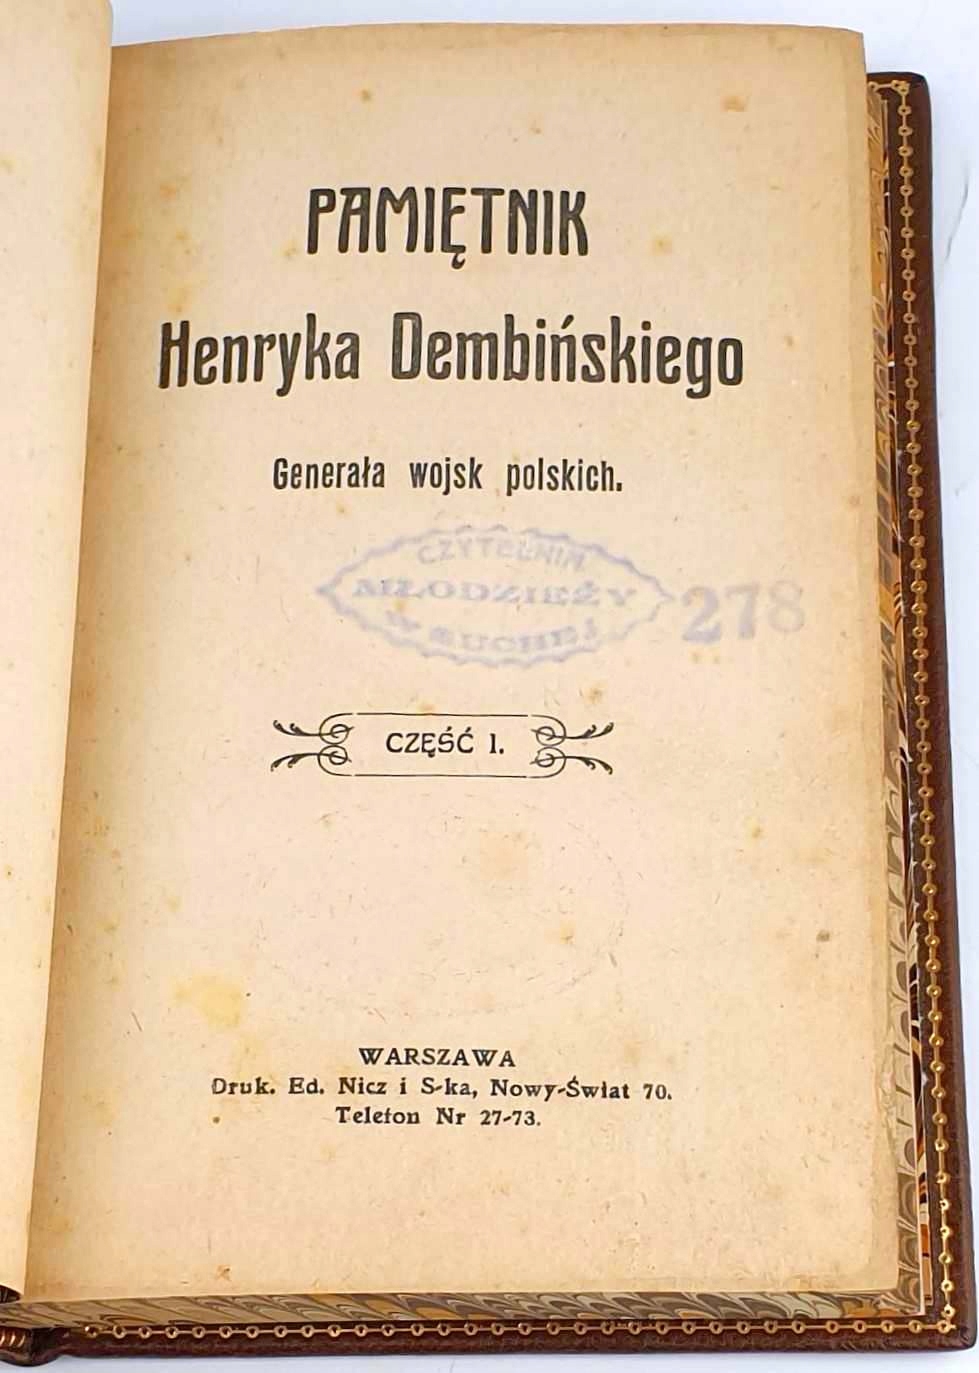 PAMIĘTNIK
Henryka Dembińskiego
Generała wojsk polskich.
CZYTELNIA
MŁODZIEŻY
W SUCHEJ
278
CZĘŚĆ I.
WARSZAWA
Druk. Ed. Nicz i S-ka, Nowy-Świat 70.
Telefon Nr 27-73.